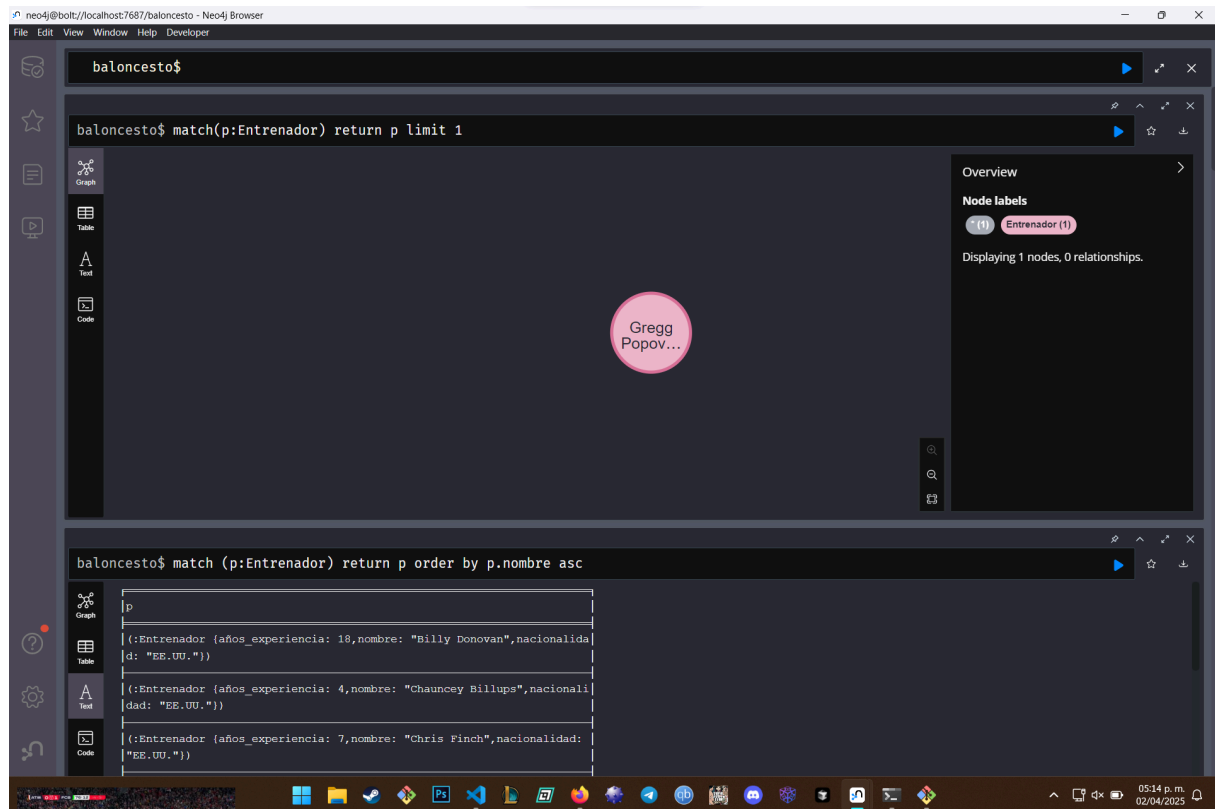 neo4j@bolt://localhost:7687/baloncesto - Neo4j Browser
File Edit View Window Help Developer
baloncesto$
baloncesto$ match(p:Entrenador) return p limit 1
Graph
Table
Text
Code
Overview
Node labels
* (1) Entrenador (1)
Displaying 1 nodes, 0 relationships.
Gregg
Popov...
baloncesto$ match (p:Entrenador) return p order by p.nombre asc
Graph
Table
Text
Code
p
(:Entrenador {años_experiencia: 18,nombre: "Billy Donovan",nacionalida
d: "EE.UU."})
(:Entrenador {años_experiencia: 4,nombre: "Chauncey Billups",nacionali
dad: "EE.UU."})
(:Entrenador {años_experiencia: 7,nombre: "Chris Finch",nacionalidad:
"EE.UU."})
Ps
qb
05:14 p. m.
02/04/2025